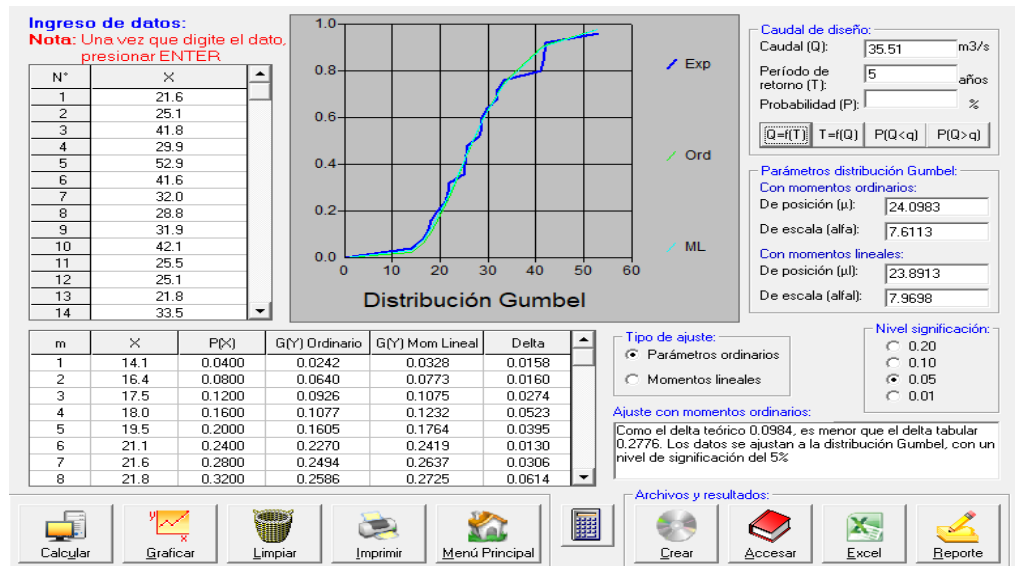 Ingreso de datos:
Nota: Una vez que digite el dato,
presionar ENTER
N° X
1 21.6
2 25.1
3 41.8
4 29.9
5 52.9
6 41.6
7 32.0
8 28.8
9 31.9
10 42.1
11 25.5
12 25.1
13 21.8
14 33.5
1.0
0.8
0.6
0.4
0.2
0.0
0 10 20 30 40 50 60
Distribución Gumbel
Exp
Ord
ML
Caudal de diseño:
Caudal (Q): 35.51 m3/s
Período de
retorno (T): 5 años
Probabilidad (P): %
Q=f(T) T=f(Q) P(Q<q) P(Q>q)
Parámetros distribución Gumbel:
Con momentos ordinarios:
De posición (µ): 24.0983
De escala (alfa): 7.6113
Con momentos lineales:
De posición (µl): 23.8913
De escala (alfal): 7.9698
m X P(X) G(Y) Ordinario G(Y) Mom Lineal Delta
1 14.1 0.0400 0.0242 0.0328 0.0158
2 16.4 0.0800 0.0640 0.0773 0.0160
3 17.5 0.1200 0.0926 0.1075 0.0274
4 18.0 0.1600 0.1077 0.1232 0.0523
5 19.5 0.2000 0.1605 0.1764 0.0395
6 21.1 0.2400 0.2270 0.2419 0.0130
7 21.6 0.2800 0.2494 0.2637 0.0306
8 21.8 0.3200 0.2586 0.2725 0.0614
Tipo de ajuste:
Parámetros ordinarios
Momentos lineales
Nivel significación:
0.20
0.10
0.05
0.01
Ajuste con momentos ordinarios:
Como el delta teórico 0.0984, es menor que el delta tabular
0.2776. Los datos se ajustan a la distribución Gumbel, con un
nivel de significación del 5%
Calcular Graficar Limpiar Imprimir Menú Principal
Archivos y resultados:
Crear Accesar Excel Reporte